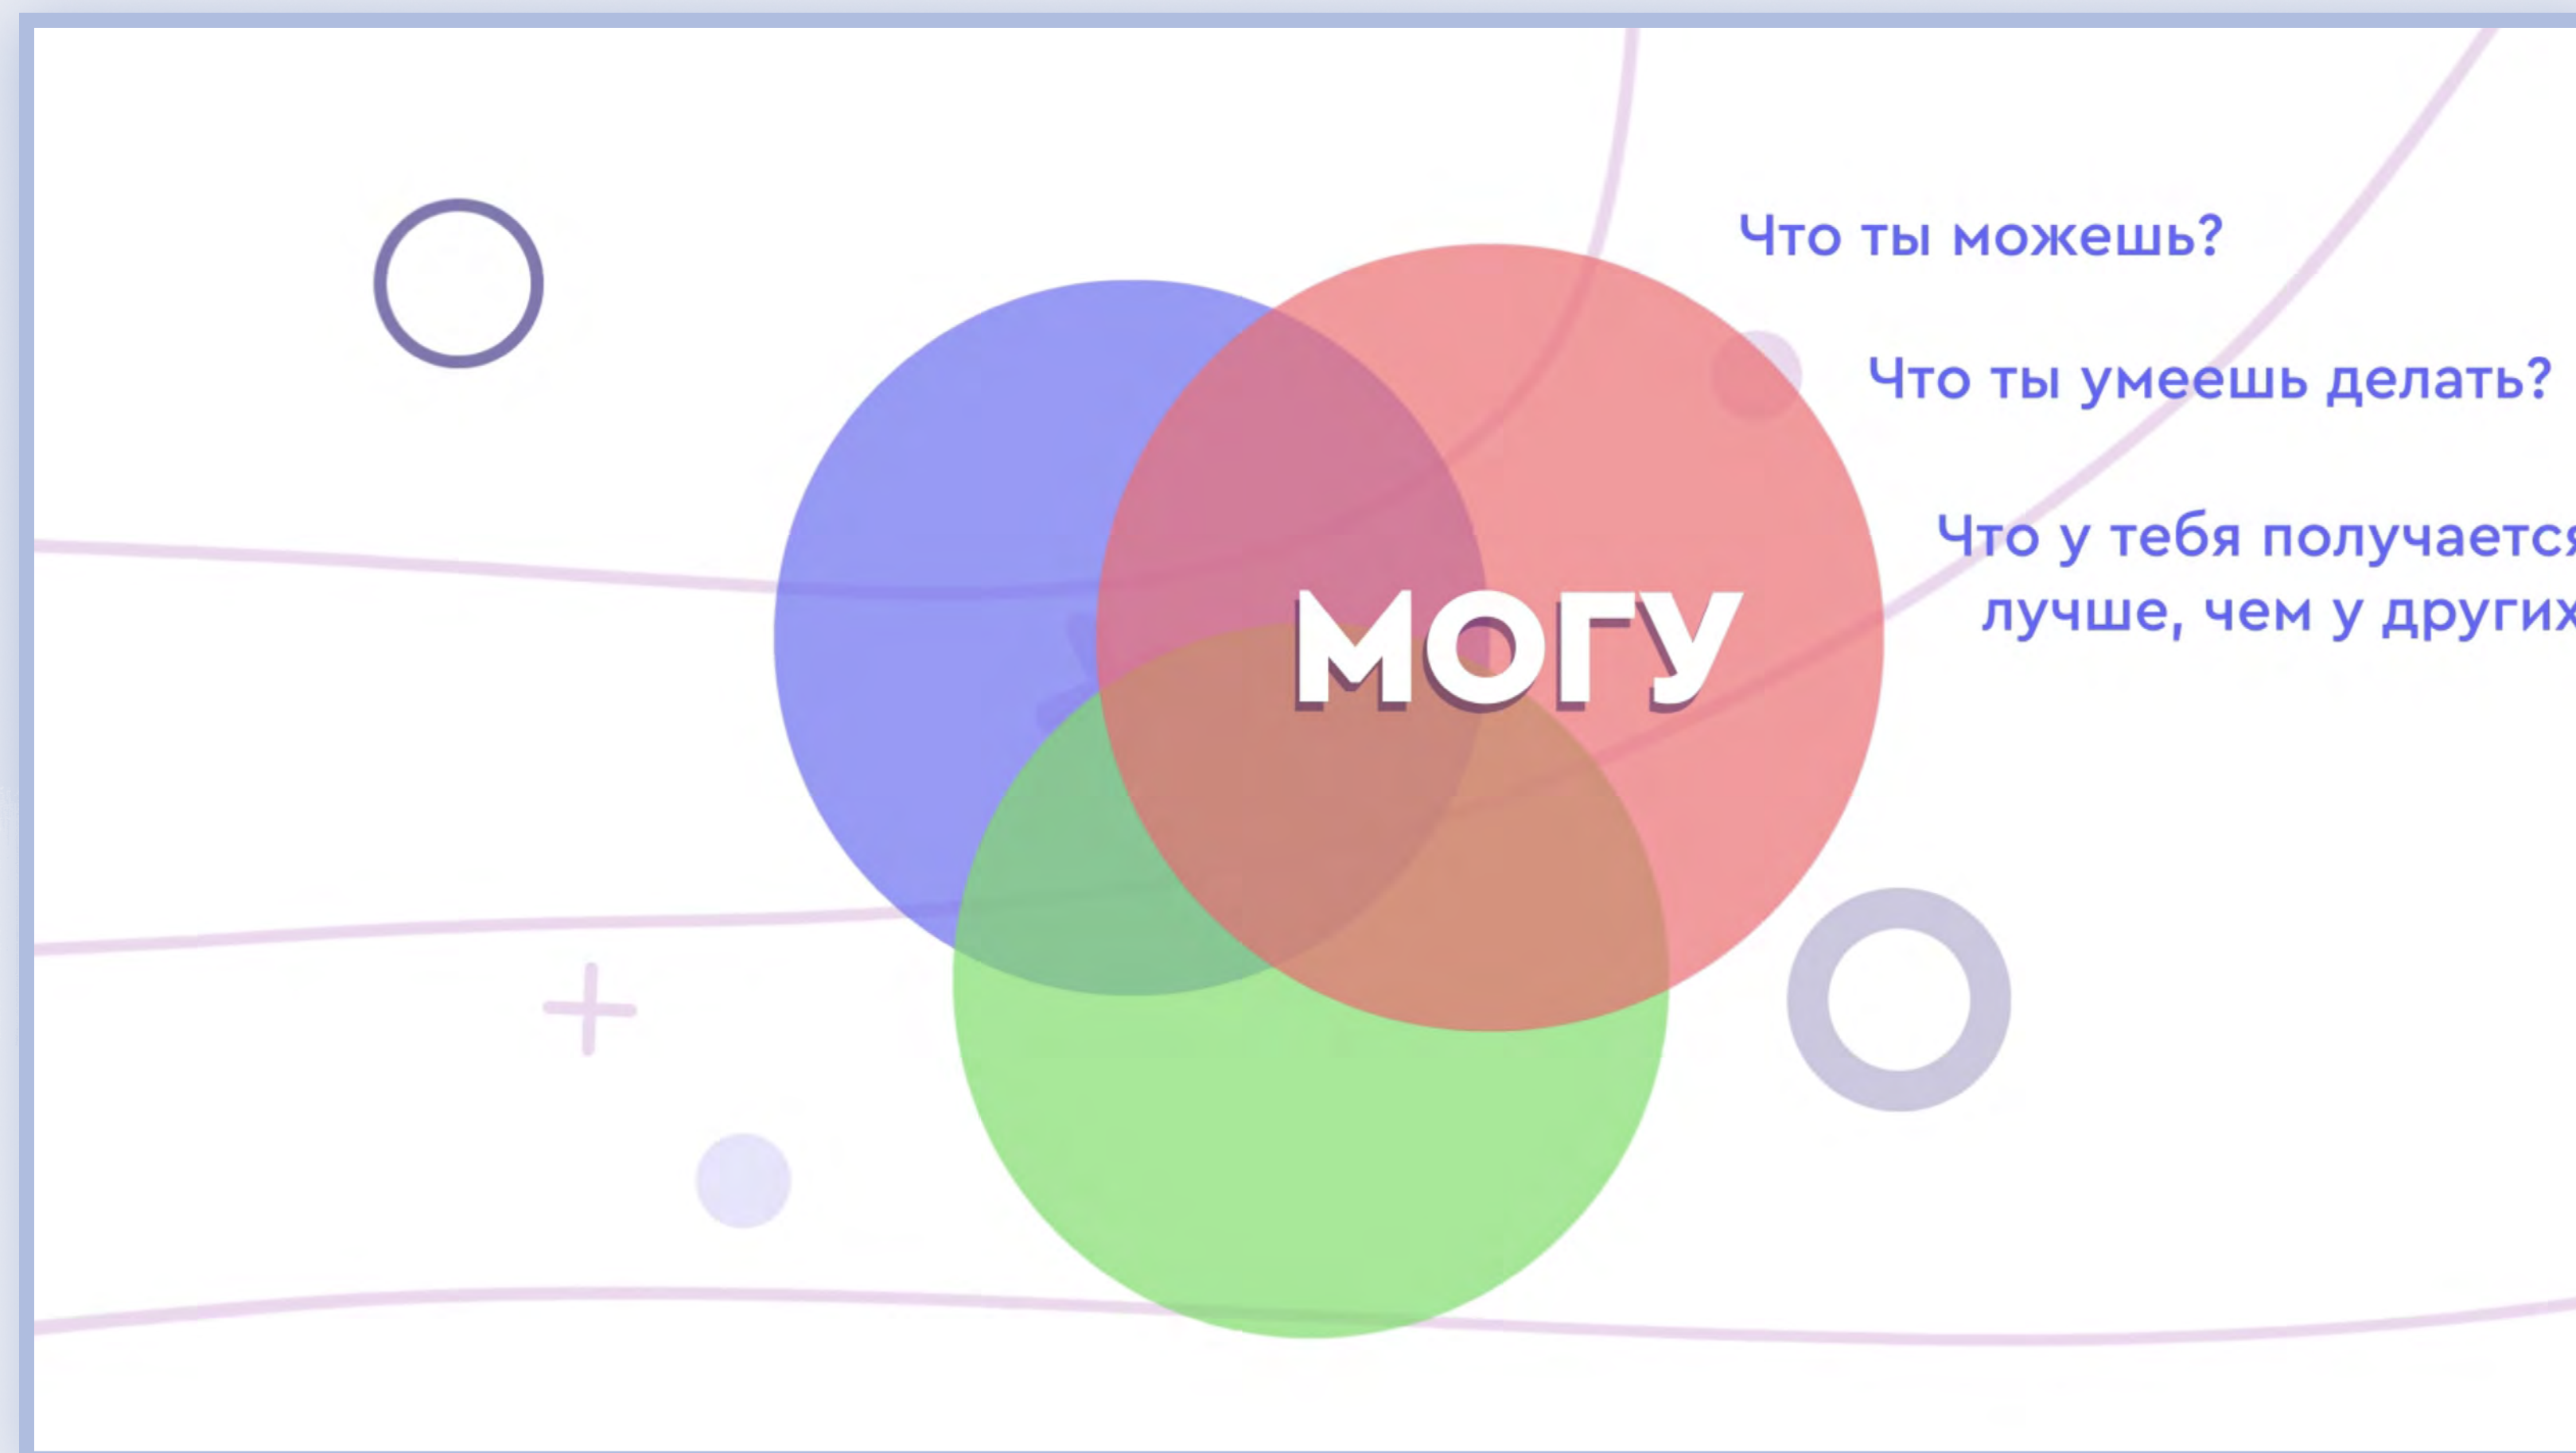 Что ты можешь?
Что ты умеешь делать?
Что у тебя получается
лучше, чем у других
МОГУ